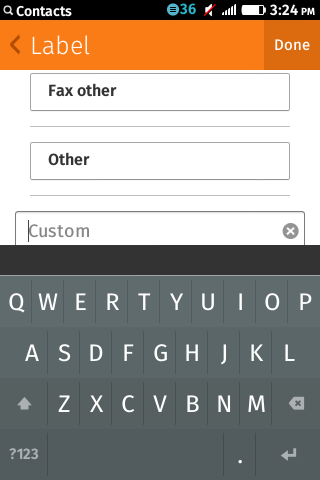 Contacts 36 3:24 PM
Label Done
Fax other
Other
Custom
Q W E R T Y U I O P
A S D F G H J K L
Z X C V B N M
?123 .